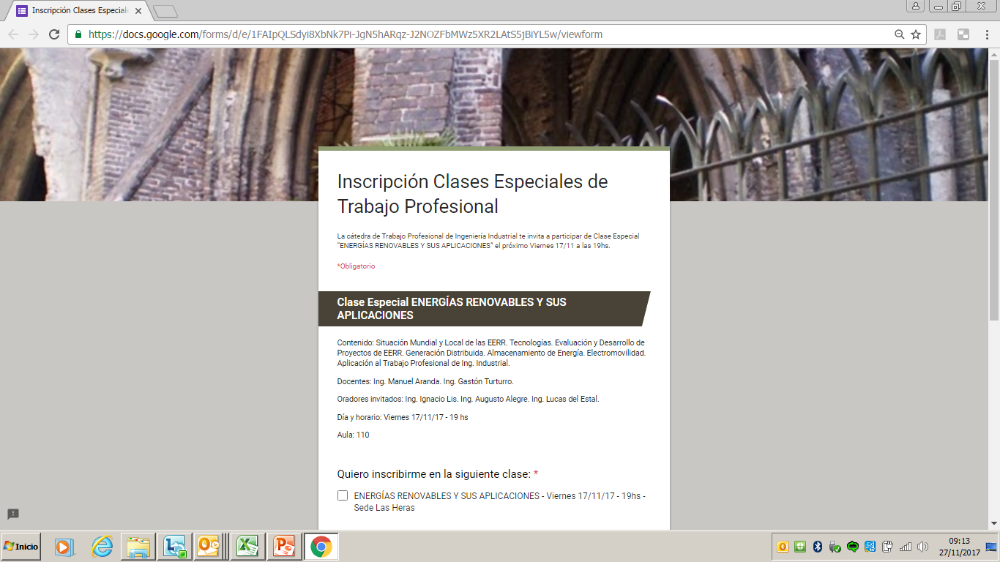 Inscripción Clases Especiale
https://docs.google.com/forms/d/e/1FAIpQLSdyi8XbNk7Pi-JgN5hARqz-J2NOZFbMWz5XR2LAtS5jBiYL5w/viewform
Inscripción Clases Especiales de
Trabajo Profesional
La cátedra de Trabajo Profesional de Ingeniería Industrial te invita a participar de Clase Especial
"ENERGÍAS RENOVABLES Y SUS APLICACIONES" el próximo Viernes 17/11 a las 19hs.
*Obligatorio
Clase Especial ENERGÍAS RENOVABLES Y SUS
APLICACIONES
Contenido: Situación Mundial y Local de las EERR. Tecnologías. Evaluación y Desarrollo de
Proyectos de EERR. Generación Distribuida. Almacenamiento de Energía. Electromovilidad.
Aplicación al Trabajo Profesional de Ing. Industrial.
Docentes: Ing. Manuel Aranda. Ing. Gastón Turturro.
Oradores invitados: Ing. Ignacio Lis. Ing. Augusto Alegre. Ing. Lucas del Estal.
Día y horario: Viernes 17/11/17 - 19 hs
Aula: 110
Quiero inscribirme en la siguiente clase: *
ENERGÍAS RENOVABLES Y SUS APLICACIONES - Viernes 17/11/17 - 19hs -
Sede Las Heras
Inicio
09:13
27/11/2017